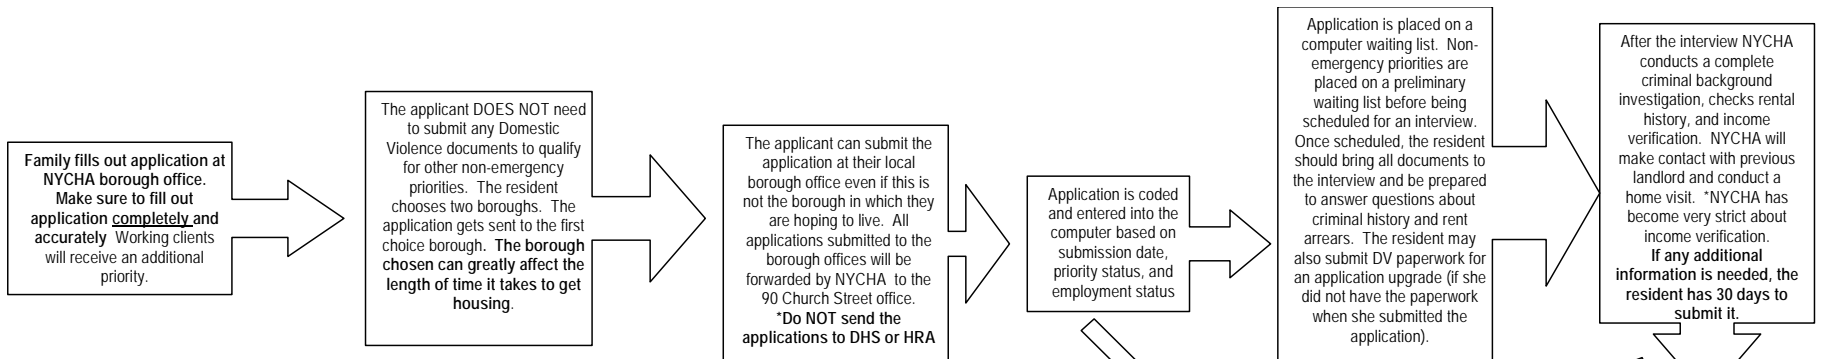 Family fills out application at
NYCHA borough office.
Make sure to fill out
application completely and
accurately Working clients
will receive an additional
priority.
The applicant DOES NOT need
to submit any Domestic
Violence documents to qualify
for other non-emergency
priorities. The resident
chooses two boroughs. The
application gets sent to the first
choice borough. The borough
chosen can greatly affect the
length of time it takes to get
housing.
The applicant can submit the
application at their local
borough office even if this is
not the borough in which they
are hoping to live. All
applications submitted to the
borough offices will be
forwarded by NYCHA to the
90 Church Street office.
*Do NOT send the
applications to DHS or HRA
Application is coded
and entered into the
computer based on
submission date,
priority status, and
employment status
Application is placed on a
computer waiting list. Non-
emergency priorities are
placed on a preliminary
waiting list before being
scheduled for an interview.
Once scheduled, the resident
should bring all documents to
the interview and be prepared
to answer questions about
criminal history and rent
arrears. The resident may
also submit DV paperwork for
an application upgrade (if she
did not have the paperwork
when she submitted the
application).
After the interview NYCHA
conducts a complete
criminal background
investigation, checks rental
history, and income
verification. NYCHA will
make contact with previous
landlord and conduct a
home visit. *NYCHA has
become very strict about
income verification.
If any additional
information is needed, the
resident has 30 days to
submit it.